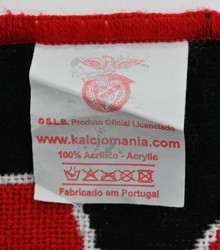 © S.L.B. Produto Oficial Licenciado
www.kalciomania.com
100% Acrilico - Acrylic
Fabricado em Portugal